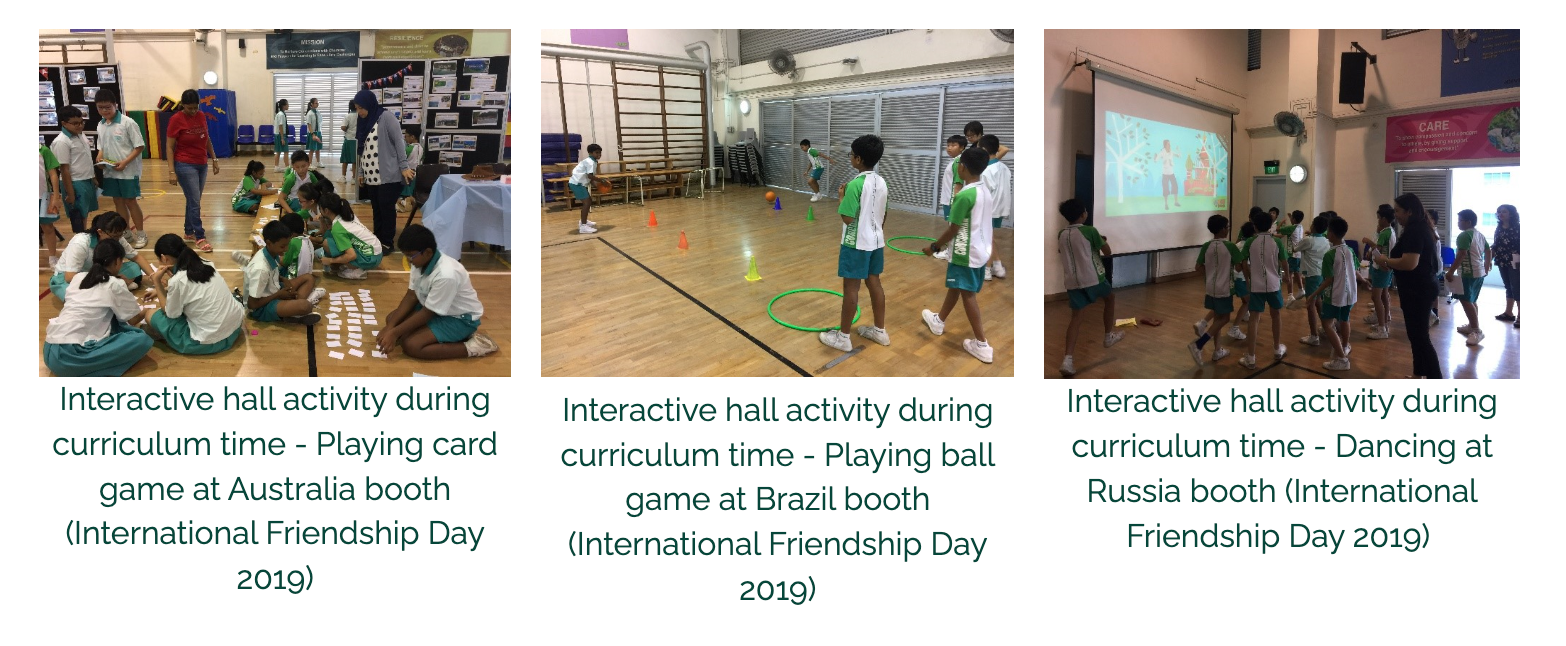 MISSION
CARE
Interactive hall activity during
curriculum time - Playing card
game at Australia booth
(International Friendship Day
2019)
Interactive hall activity during
curriculum time - Playing ball
game at Brazil booth
(International Friendship Day
2019)
Interactive hall activity during
curriculum time - Dancing at
Russia booth (International
Friendship Day 2019)